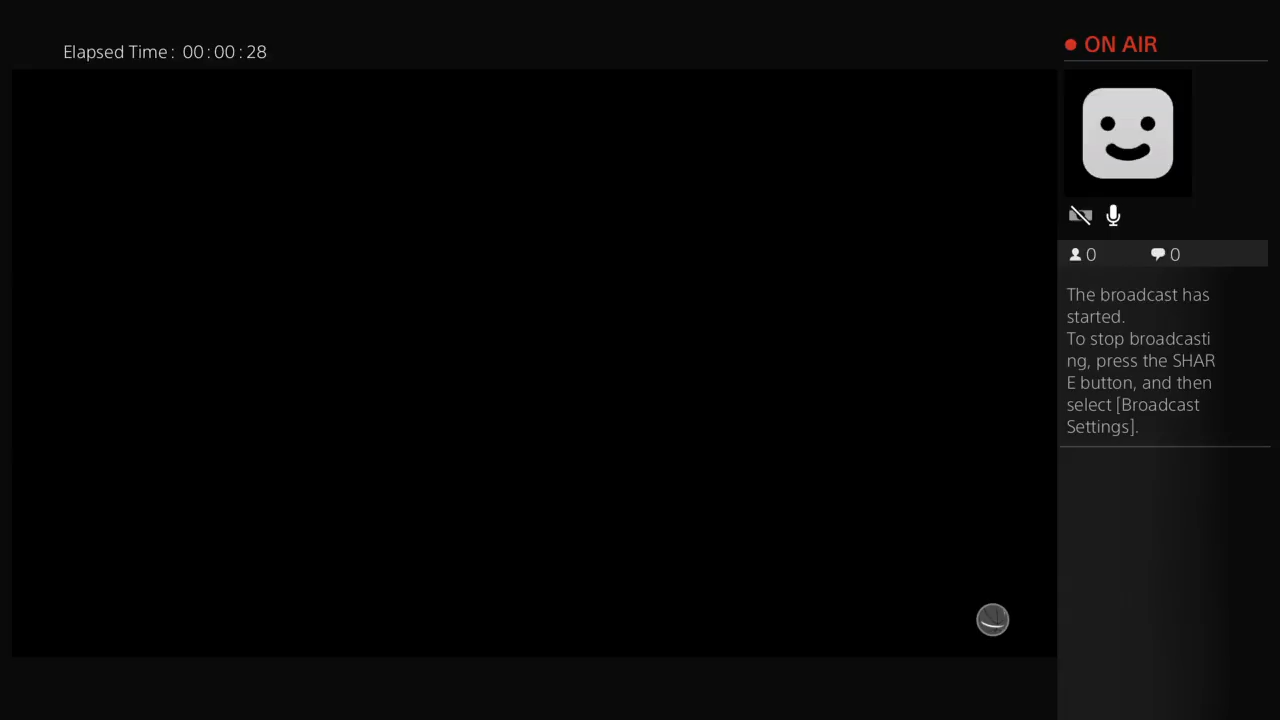 Elapsed Time: 00:00:28
ON AIR
0 0
The broadcast has
started.
To stop broadcasti
ng, press the SHAR
E button, and then
select [Broadcast
Settings].